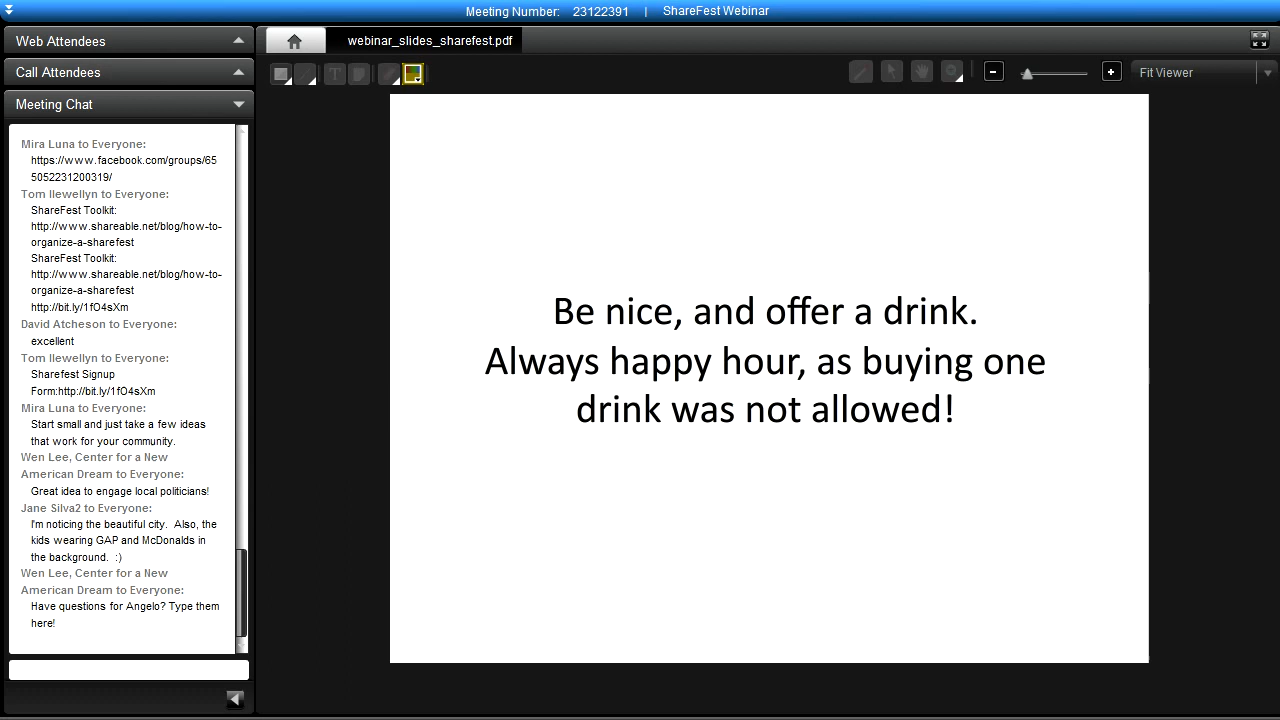 Meeting Number: 23122391 | ShareFest Webinar
Web Attendees
Call Attendees
Meeting Chat
Mira Luna to Everyone:
https://www.facebook.com/groups/65
5052231200319/
Tom llewellyn to Everyone:
ShareFest Toolkit:
http://www.shareable.net/blog/how-to-
organize-a-sharefest
ShareFest Toolkit:
http://www.shareable.net/blog/how-to-
organize-a-sharefest
http://bit.ly/1fO4sXm
David Atcheson to Everyone:
excellent
Tom llewellyn to Everyone:
Sharefest Signup
Form:http://bit.ly/1fO4sXm
Mira Luna to Everyone:
Start small and just take a few ideas
that work for your community.
Wen Lee, Center for a New
American Dream to Everyone:
Great idea to engage local politicians!
Jane Silva2 to Everyone:
I'm noticing the beautiful city.  Also, the
kids wearing GAP and McDonalds in
the background.  :)
Wen Lee, Center for a New
American Dream to Everyone:
Have questions for Angelo? Type them
here!
webinar_slides_sharefest.pdf
T
Fit Viewer
Be nice, and offer a drink.
Always happy hour, as buying one
drink was not allowed!